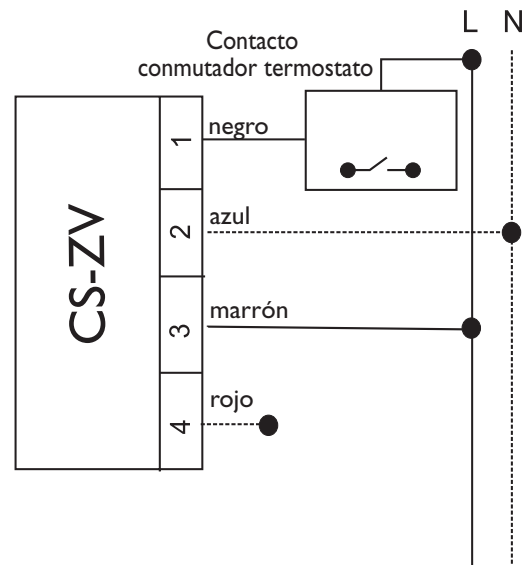 L N
Contacto
conmutador termostato
CS-ZV
1 negro
2 azul
3 marrón
4 rojo